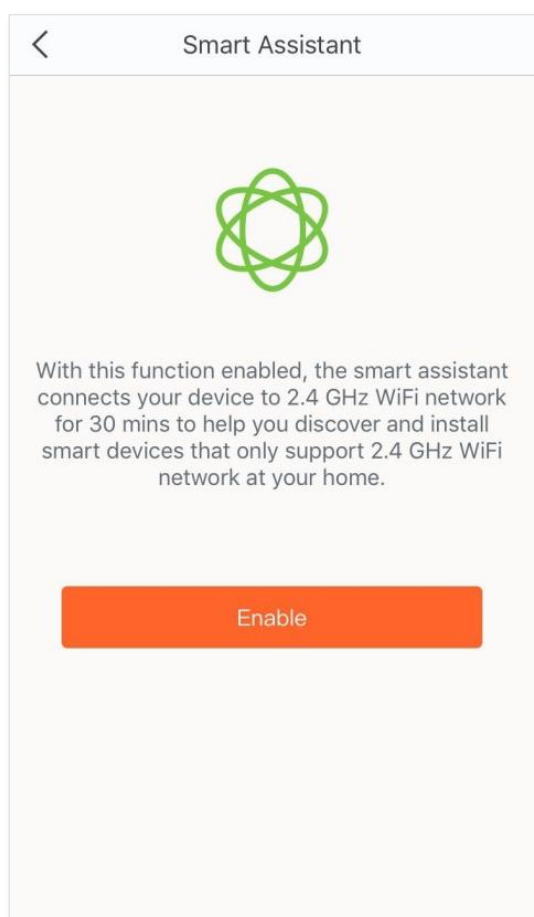 Smart Assistant
With this function enabled, the smart assistant
connects your device to 2.4 GHz WiFi network
for 30 mins to help you discover and install
smart devices that only support 2.4 GHz WiFi
network at your home.
Enable